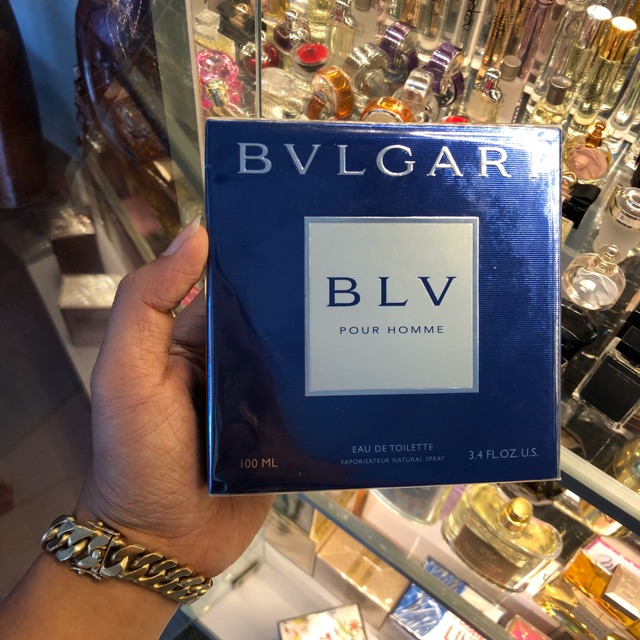 BVLGARI
BLV
POUR HOMME
EAU DE TOILETTE
VAPORISATEUR NATURAL SPRAY
100 ML
3.4 FL.OZ. U.S.